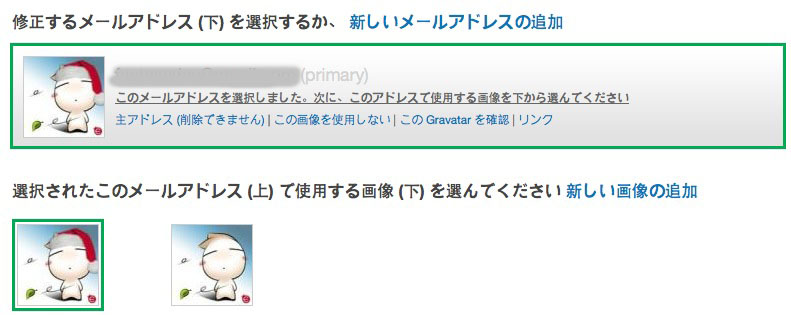 修正するメールアドレス (下) を選択するか、 新しいメールアドレスの追加
(primary)
このメールアドレスを選択しました。次に、このアドレスで使用する画像を下から選んでください
主アドレス (削除できません) | この画像を使用しない | この Gravatar を確認 | リンク
選択されたこのメールアドレス (上) で使用する画像 (下) を選んでください 新しい画像の追加